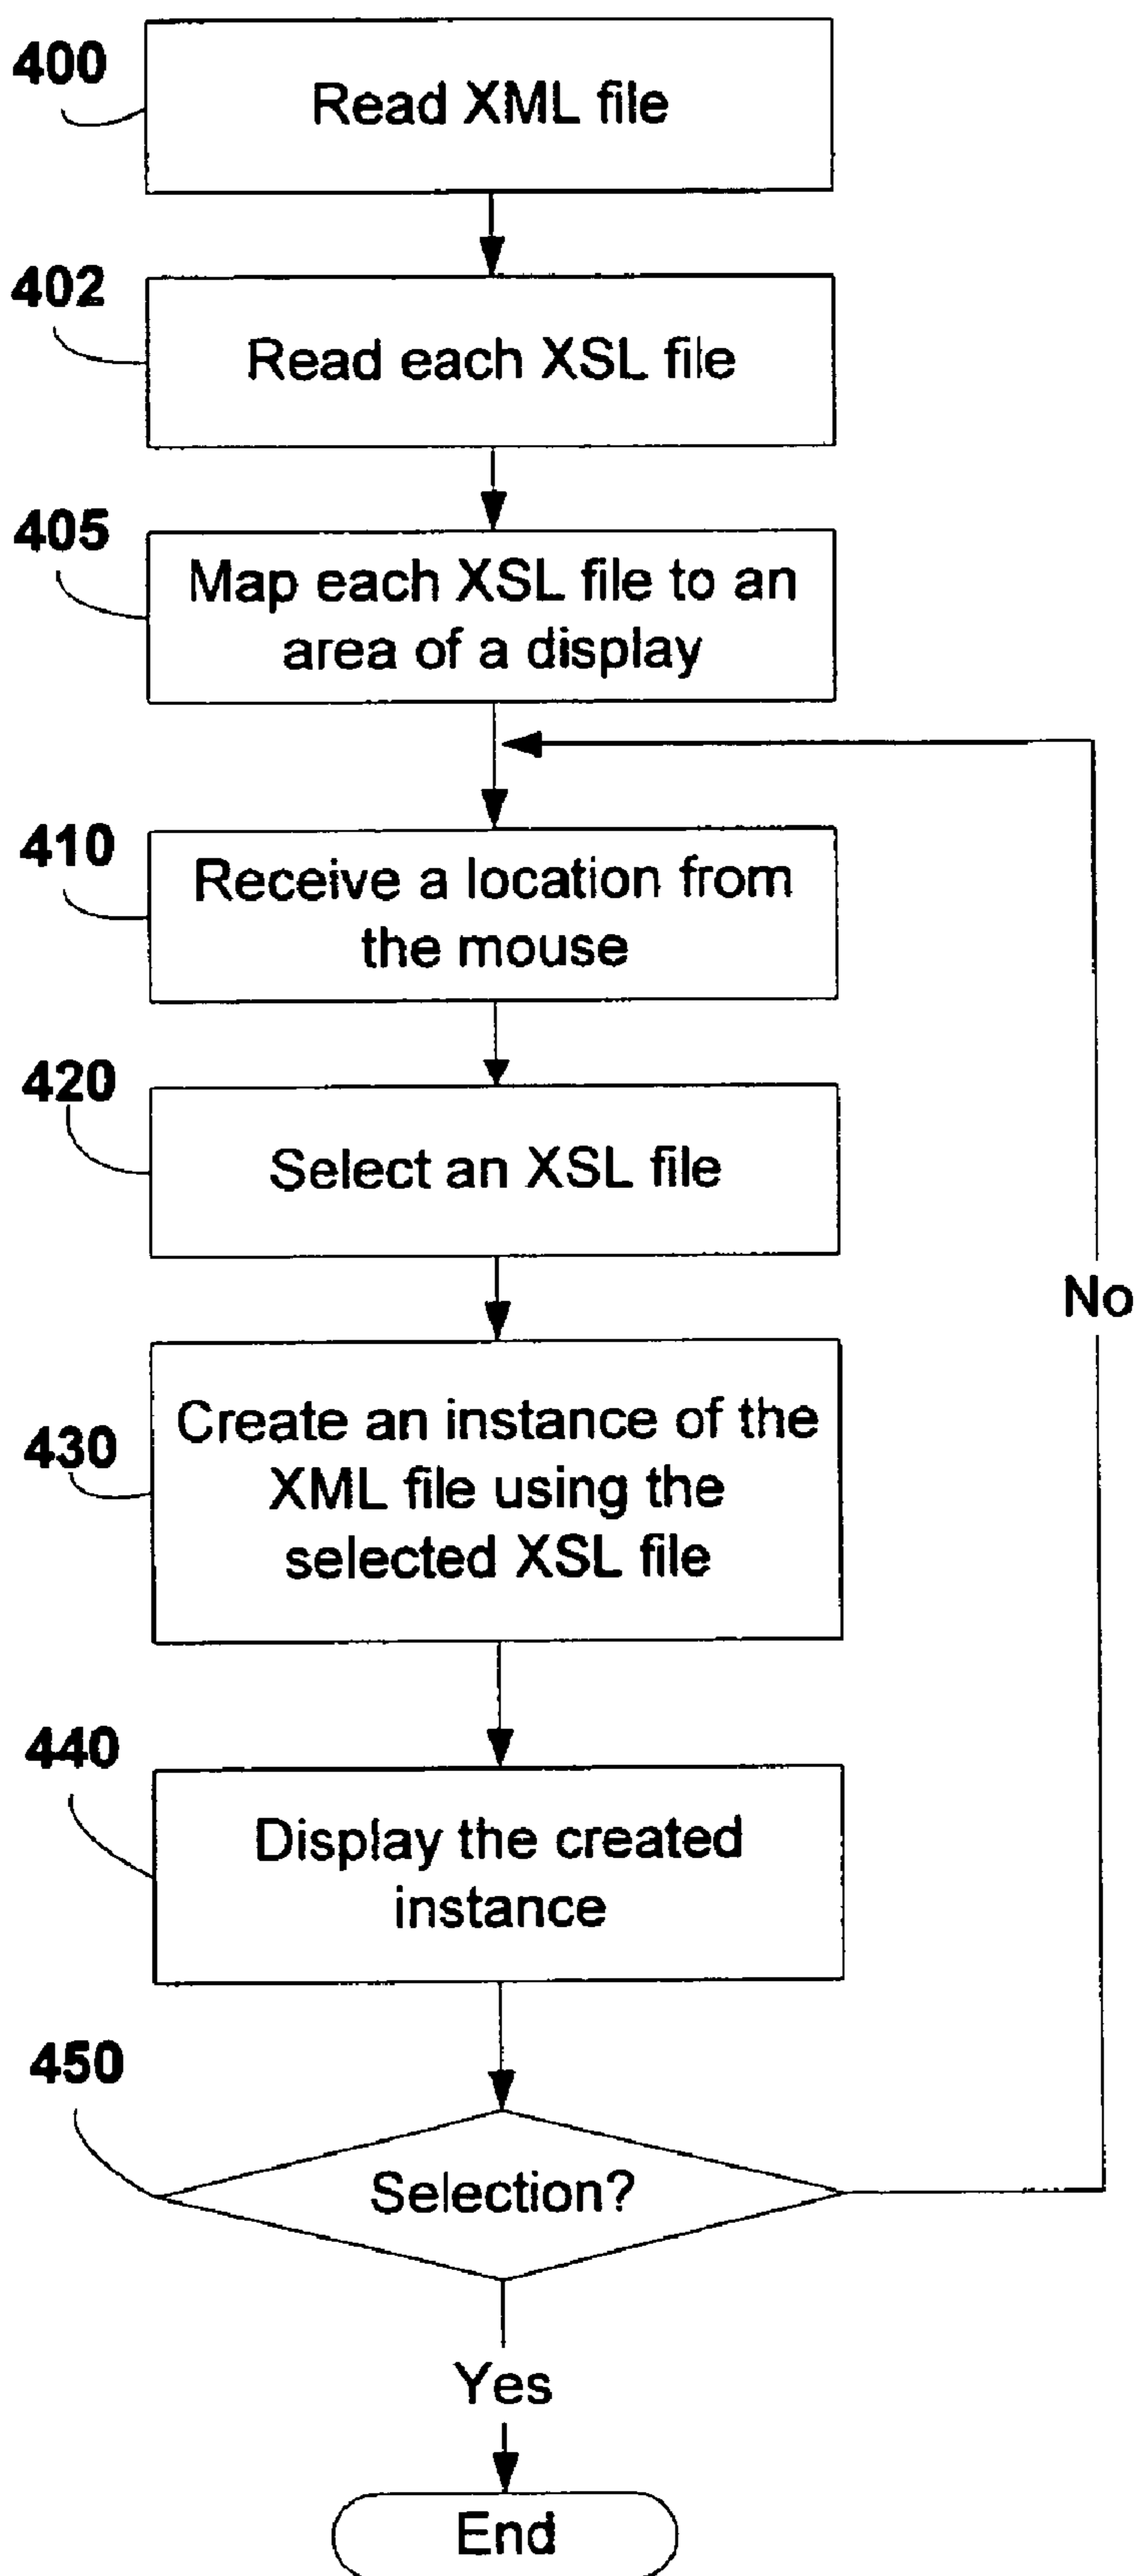 400
Read XML file
402
Read each XSL file
405
Map each XSL file to an
area of a display
410
Receive a location from
the mouse
420
Select an XSL file
No
430
Create an instance of the
XML file using the
selected XSL file
440
Display the created
instance
450
Selection?
Yes
End